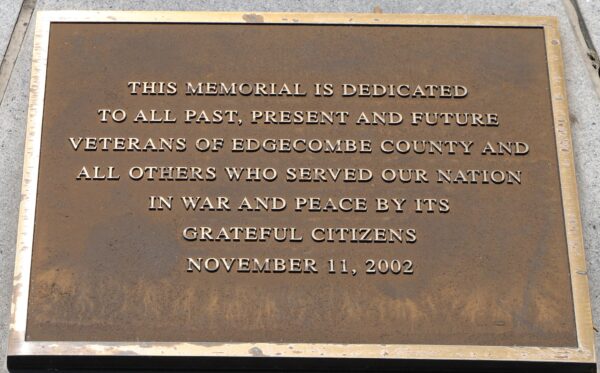 THIS MEMORIAL IS DEDICATED
TO ALL PAST, PRESENT AND FUTURE
VETERANS OF EDGECOMBE COUNTY AND
ALL OTHERS WHO SERVED OUR NATION
IN WAR AND PEACE BY ITS
GRATEFUL CITIZENS
NOVEMBER 11, 2002